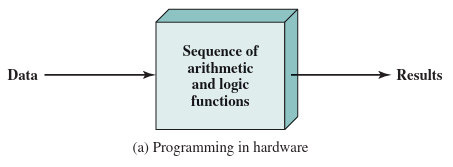 Data
Sequence of
arithmetic
and logic
functions
Results
(a) Programming in hardware